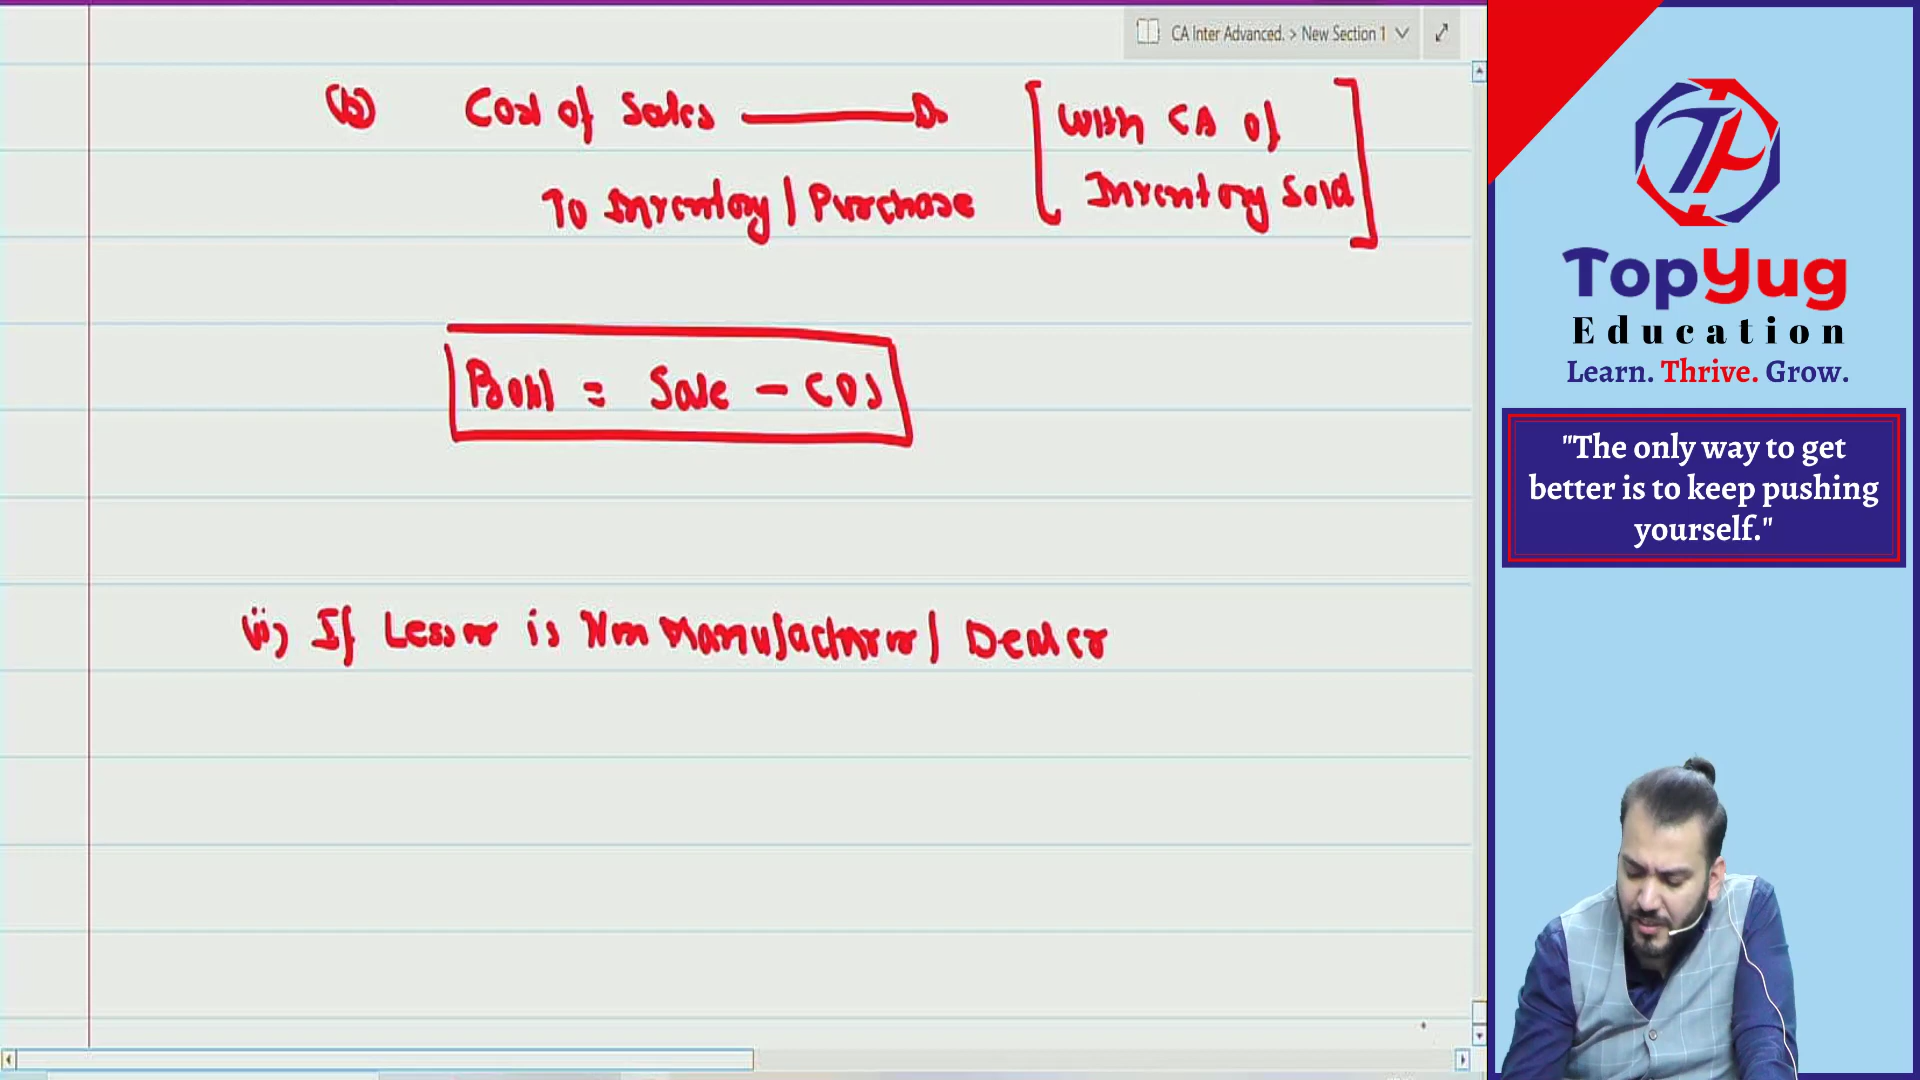 CA Inter Advanced. > New Section 1
(b) Cost of Sales Dr
To Inventory / Purchase
[With CA of
Inventory Sold]
Profit = Sale - COS
(ii) If Lessor is Non Manufacturer / Dealer
TopYug
Education
Learn. Thrive. Grow.
"The only way to get
better is to keep pushing
yourself."